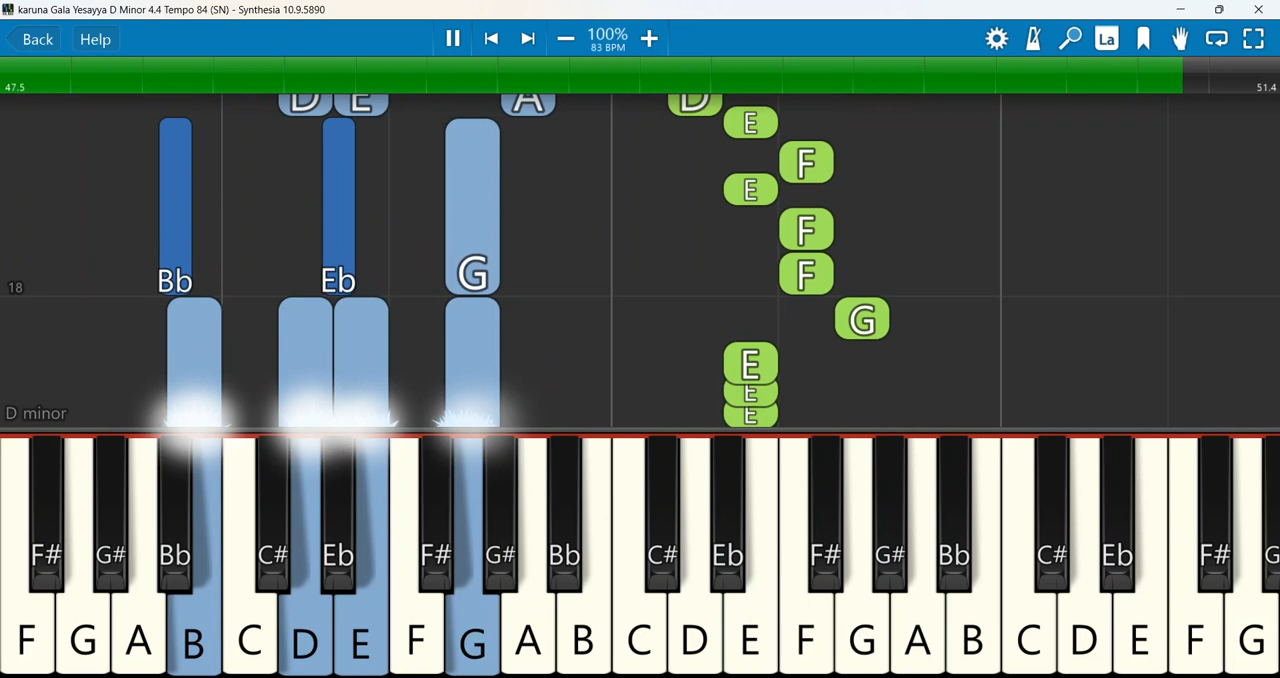 karuna Gala Yesayya D Minor 4.4 Tempo 84 (SN) - Synthesia 10.9.5890
Back Help 100% La
83 BPM
47.5 51.4
D E A D
E
F
E
F
Bb Eb G F
18
G
E
E
E
D minor
F# G# Bb C# Eb F# G# Bb C# Eb F# G# Bb C# Eb F# G
F G A B C D E F G A B C D E F G A B C D E F G